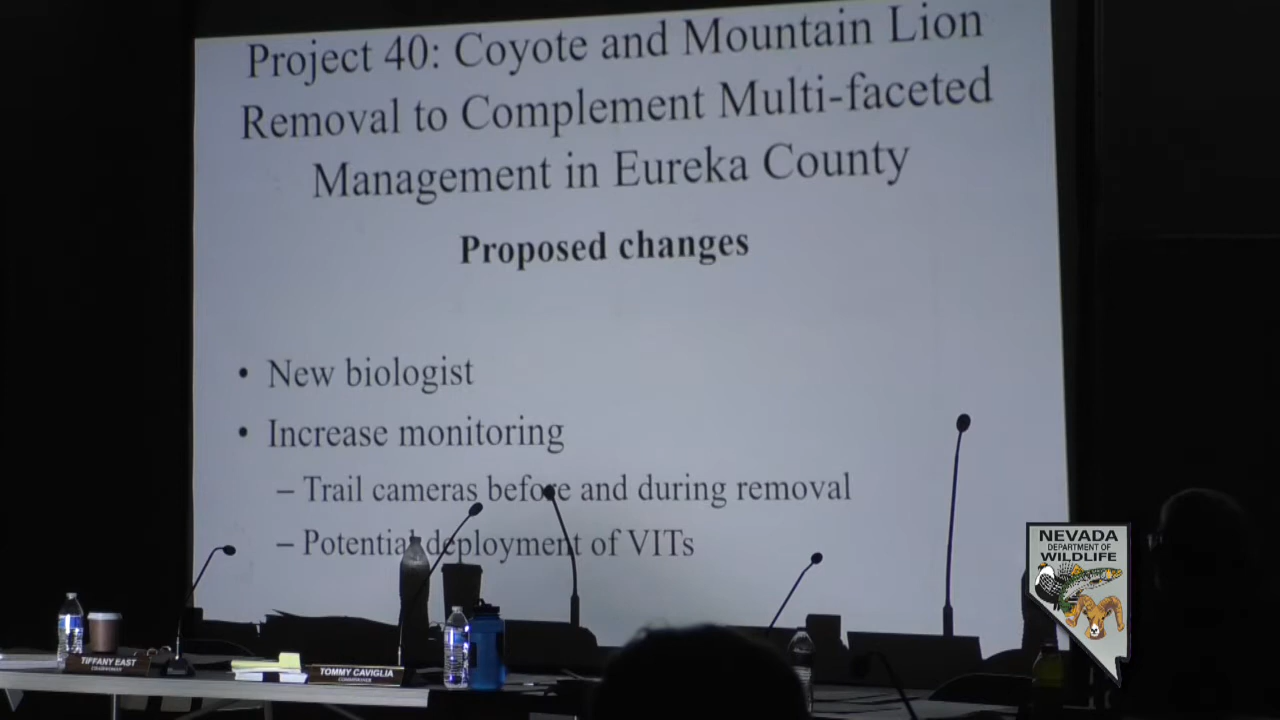 Project 40: Coyote and Mountain Lion
Removal to Complement Multi-faceted
Management in Eureka County
Proposed changes
• New biologist
• Increase monitoring
– Trail cameras before and during removal
– Potential deployment of VITs
NEVADA
DEPARTMENT OF
WILDLIFE
TIFFANY EAST
CHAIRWOMAN
TOMMY CAVIGLIA
COMMISSIONER